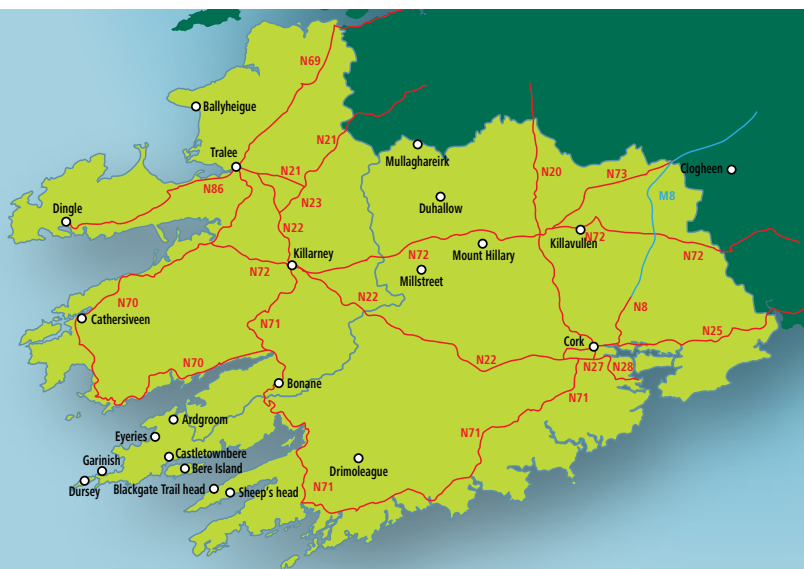 N69
Ballyheigue
N21
Mullaghareirk
Tralee
N20
N21
N73
Clogheen
N86
M8
N23
Duhallow
Dingle
N22
Killavullen
N72
Mount Hillary
Killarney
N72
N72
N72
Millstreet
N70
N22
N8
Cathersiveen
N71
N25
Cork
N22
N70
N27
N28
Bonane
N71
Ardgroom
Eyeries
N71
Castletownbere
Garinish
Bere Island
Drimoleague
Dursey
Blackgate Trail head
N71
Sheep's head